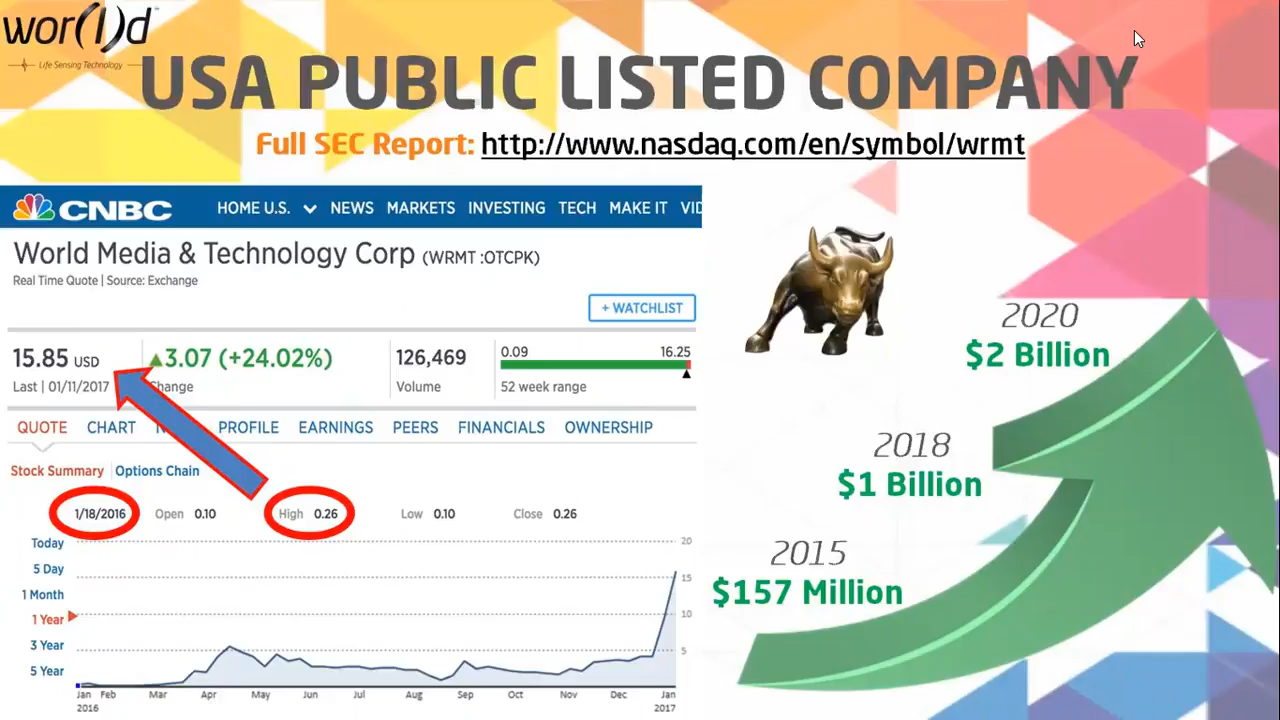 wor(l)d
Life Sensing Technology
USA PUBLIC LISTED COMPANY
Full SEC Report: http://www.nasdaq.com/en/symbol/wrmt
CNBC HOME U.S. NEWS MARKETS INVESTING TECH MAKE IT VID
World Media & Technology Corp (WRMT :OTCPK)
Real Time Quote | Source: Exchange
+ WATCHLIST
15.85 USD 3.07 (+24.02%) 126,469 0.09 16.25
Last | 01/11/2017 Change Volume 52 week range
QUOTE CHART PROFILE EARNINGS PEERS FINANCIALS OWNERSHIP
Stock Summary Options Chain
1/18/2016 Open 0.10 High 0.26 Low 0.10 Close 0.26
Today
5 Day
1 Month
1 Year
3 Year
5 Year
20
15
10
5
Jan Feb Mar Apr May Jun Jul Aug Sep Oct Nov Dec Jan
2016 2017
2020
$2 Billion
2018
$1 Billion
2015
$157 Million